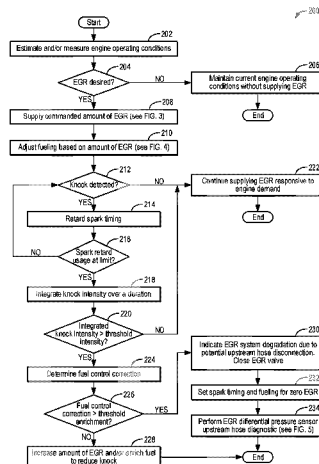 200
Start
202
Estimate and/or measure engine operating conditions
204
EGR desired?
NO
206
Maintain current engine operating
conditions without supplying EGR
End
YES
208
Supply commanded amount of EGR (see FIG. 3)
210
Adjust fueling based on amount of EGR (see FIG. 4)
212
Knock detected?
NO
222
Continue supplying EGR responsive to
engine demand
End
YES
214
Retard spark timing
216
Spark retard
usage at limit?
NO
YES
218
Integrate knock intensity over a duration
220
Integrated
knock intensity > threshold
intensity?
NO
YES
224
Determine fuel control correction
226
Fuel control
correction > threshold
enrichment?
YES
NO
228
Increase amount of EGR and/or enrich fuel
to reduce knock
230
Indicate EGR system degradation due to
potential upstream hose disconnection.
Close EGR valve
232
Set spark timing and fuelling for zero EGR
234
Perform EGR differential pressure sensor
upstream hose diagnostic (see FIG. 5)
End